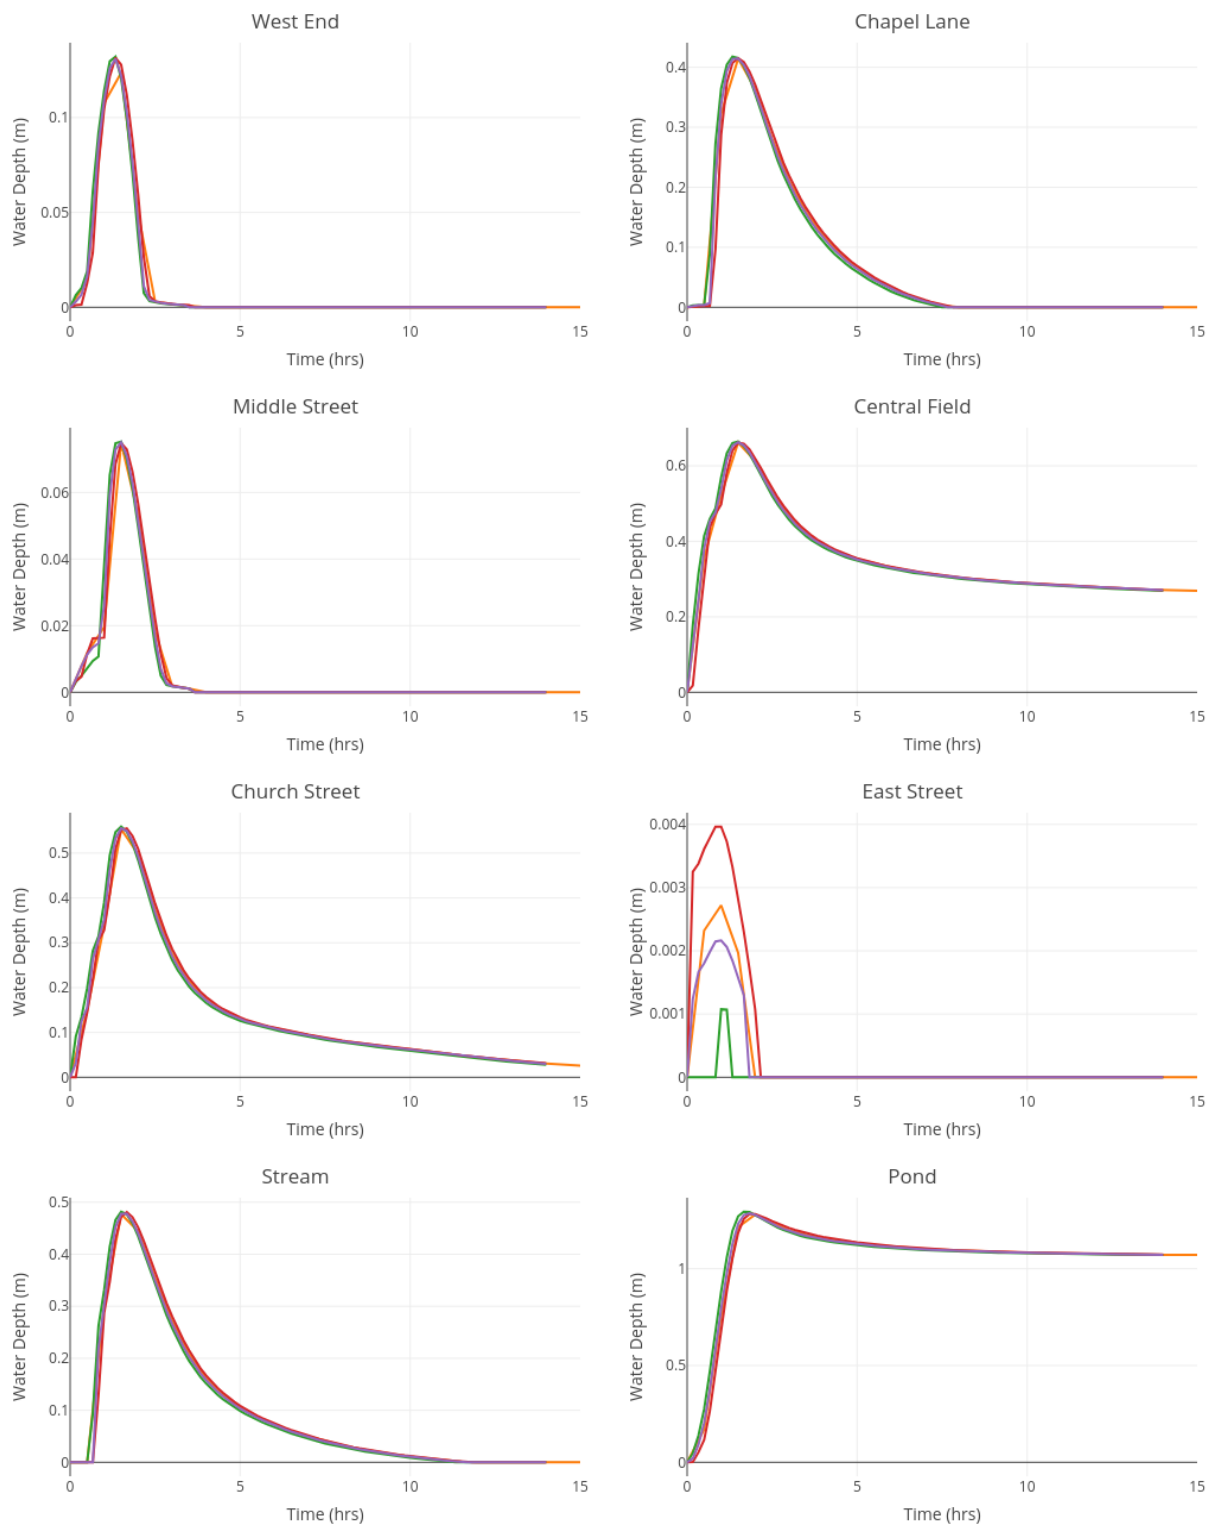 West End
Chapel Lane
Water Depth (m)
0.1
0.05
0
0 5 10 15
Time (hrs)
Water Depth (m)
0.4
0.3
0.2
0.1
0
0 5 10 15
Time (hrs)
Middle Street
Central Field
Water Depth (m)
0.06
0.04
0.02
0
0 5 10 15
Time (hrs)
Water Depth (m)
0.6
0.4
0.2
0
0 5 10 15
Time (hrs)
Church Street
East Street
Water Depth (m)
0.5
0.4
0.3
0.2
0.1
0
0 5 10 15
Time (hrs)
Water Depth (m)
0.004
0.003
0.002
0.001
0
0 5 10 15
Time (hrs)
Stream
Pond
Water Depth (m)
0.5
0.4
0.3
0.2
0.1
0
0 5 10 15
Time (hrs)
Water Depth (m)
1
0.5
0
0 5 10 15
Time (hrs)